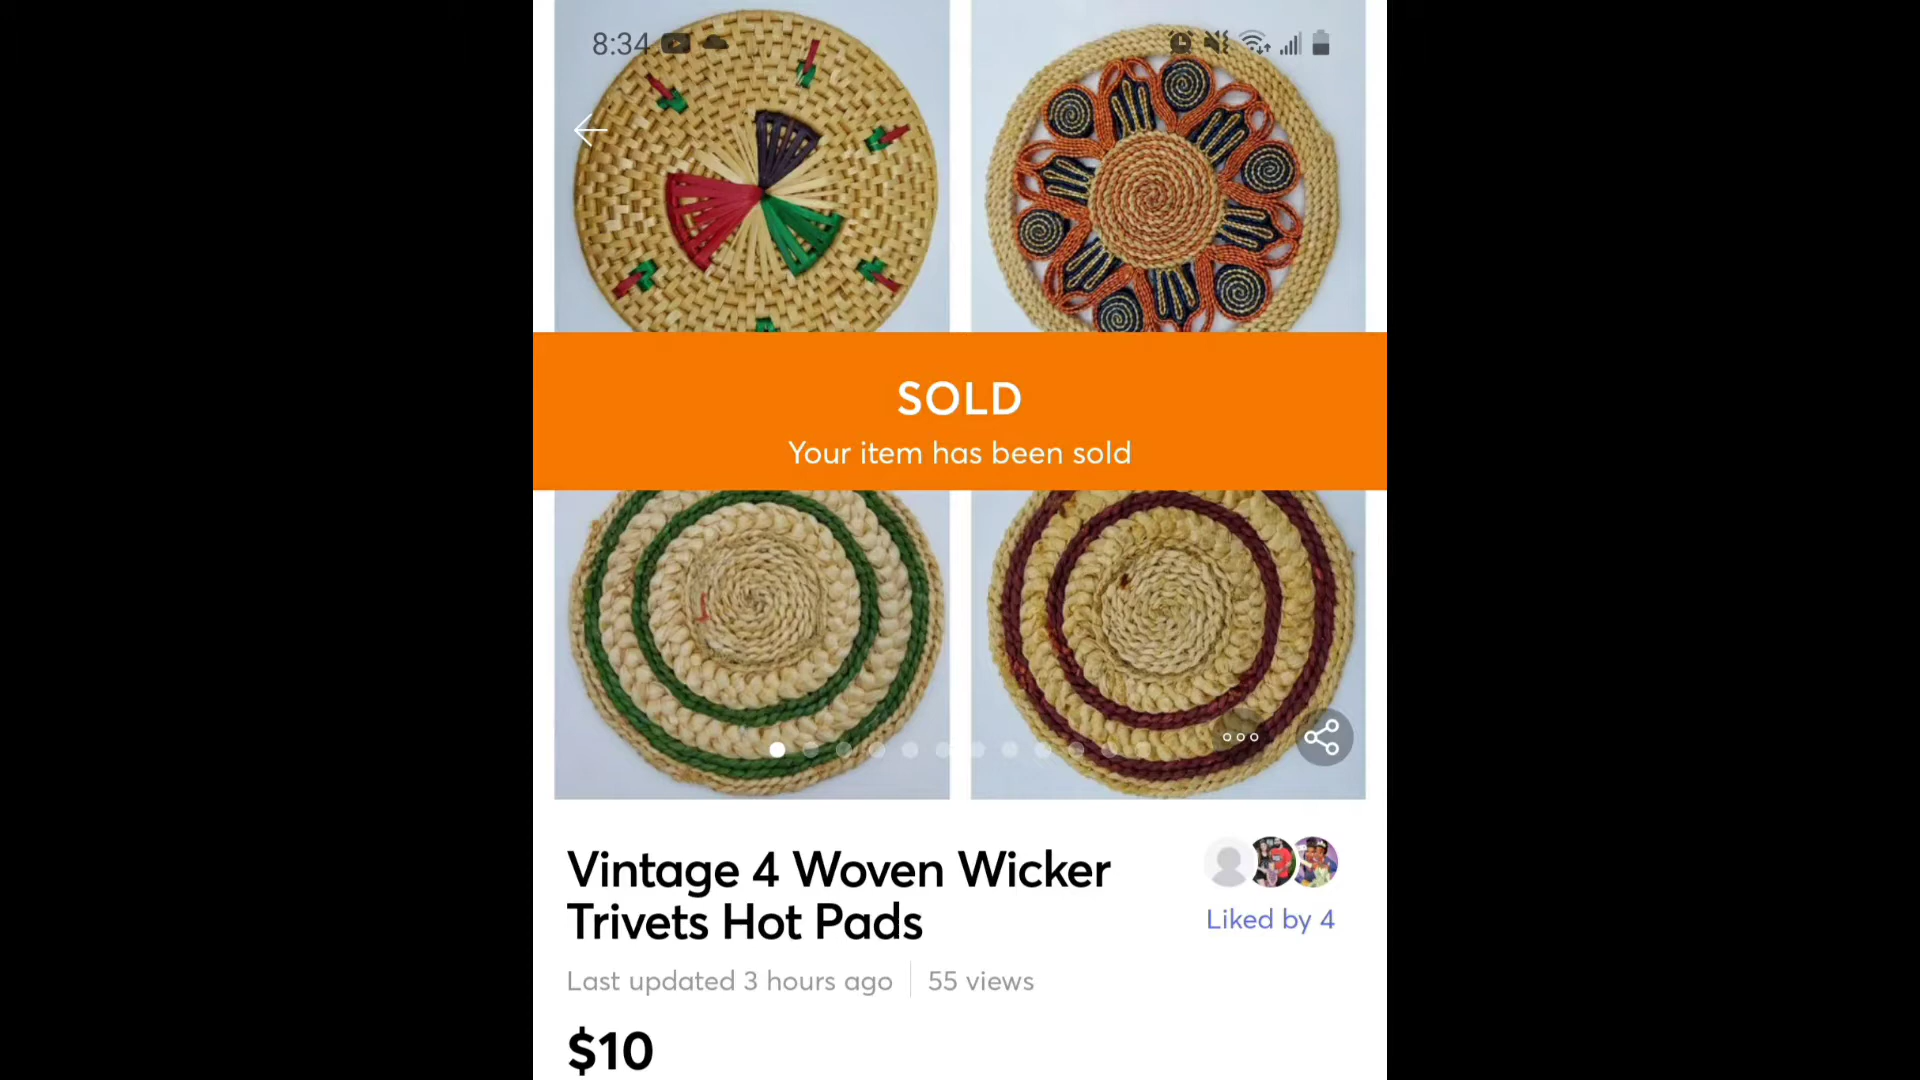 8:34
SOLD
Your item has been sold
Vintage 4 Woven Wicker
Trivets Hot Pads
Liked by 4
Last updated 3 hours ago
55 views
$10